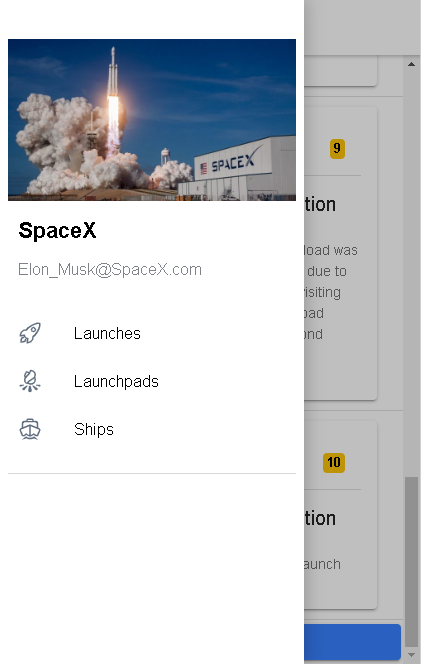 SPACEX
SpaceX
Elon_Musk@SpaceX.com
Launches
Launchpads
Ships
9
tion
load was
due to
visiting
oad
ond
10
tion
aunch